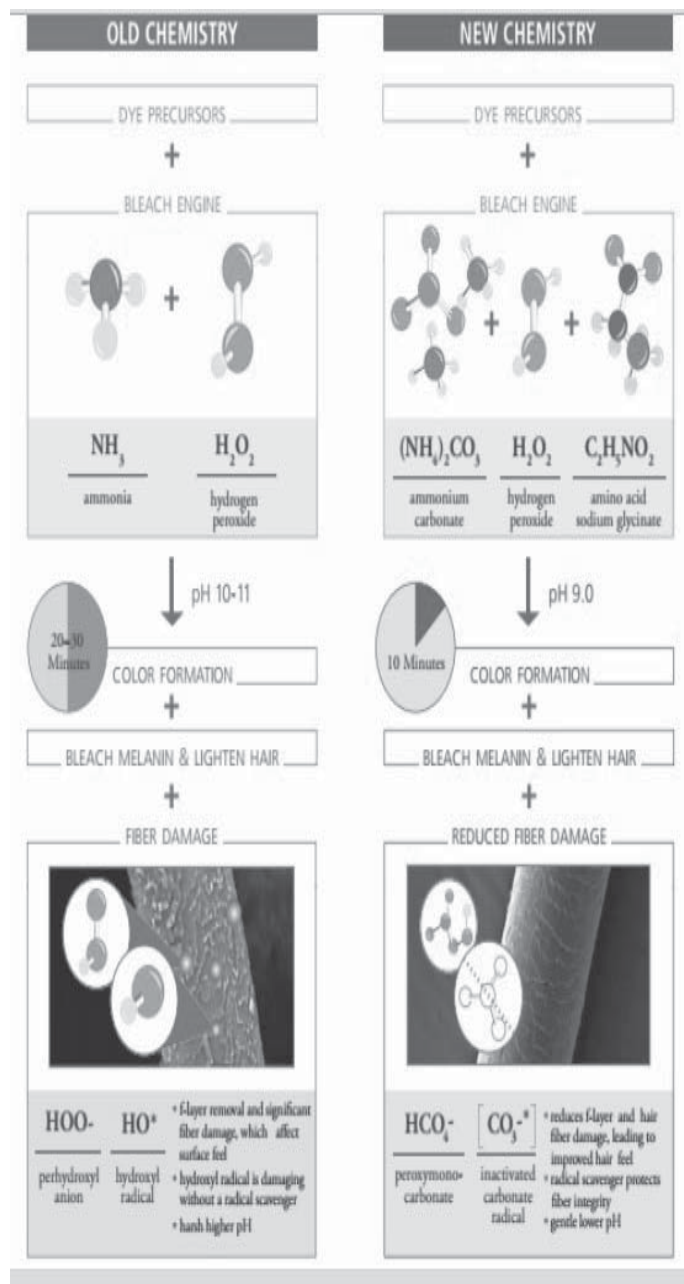 OLD CHEMISTRY
DYE PRECURSORS
+
BLEACH ENGINE
+
NH₃
ammonia
H₂O₂
hydrogen
peroxide
pH 10-11
20-30
Minutes
COLOR FORMATION
+
BLEACH MELANIN & LIGHTEN HAIR
+
FIBER DAMAGE
HOO-
perhydroxyl
anion
HO*
hydroxyl
radical
* f-layer removal and significant
fiber damage, which affect
surface feel
* hydroxyl radical is damaging
without a radical scavenger
* harsh higher pH
NEW CHEMISTRY
DYE PRECURSORS
+
BLEACH ENGINE
+ +
(NH₄)₂CO₃
ammonium
carbonate
H₂O₂
hydrogen
peroxide
C₂H₅NO₂
amino acid
sodium glycinate
pH 9.0
10 Minutes
COLOR FORMATION
+
BLEACH MELANIN & LIGHTEN HAIR
+
REDUCED FIBER DAMAGE
HCO₄-
peroxymono-
carbonate
[CO₃-*]
inactivated
carbonate
radical
* reduces f-layer and hair
fiber damage, leading to
improved hair feel
* radical scavenger protects
fiber integrity
* gentle lower pH